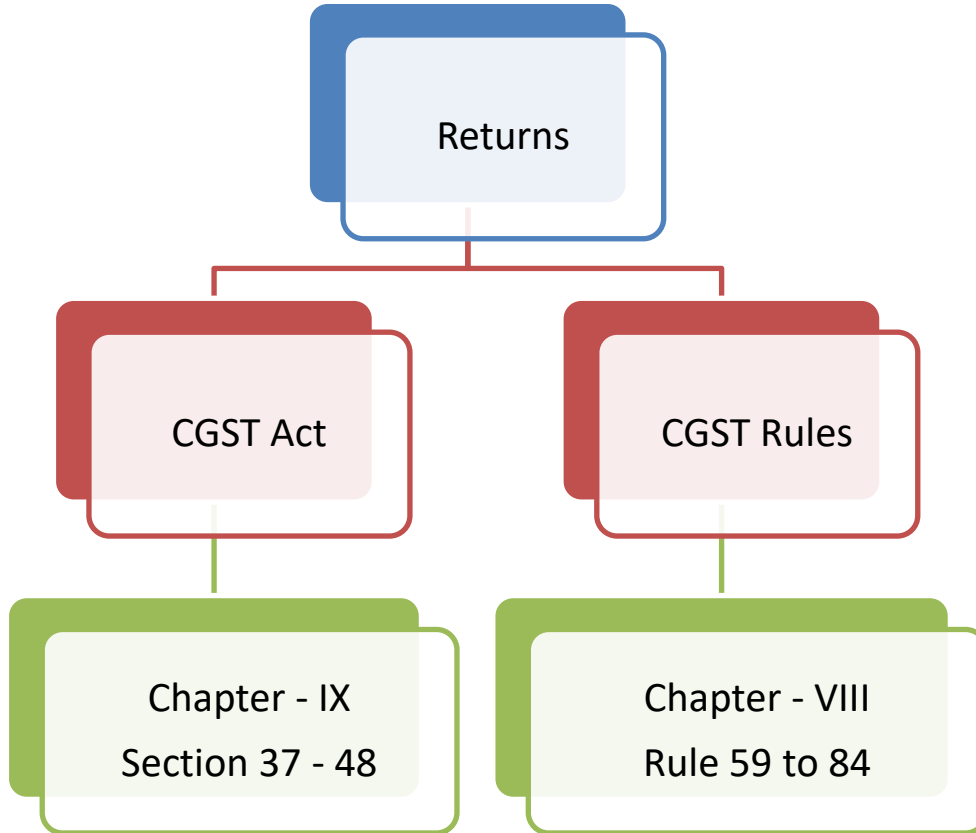 Returns
CGST Act
CGST Rules
Chapter - IX
Section 37 - 48
Chapter - VIII
Rule 59 to 84